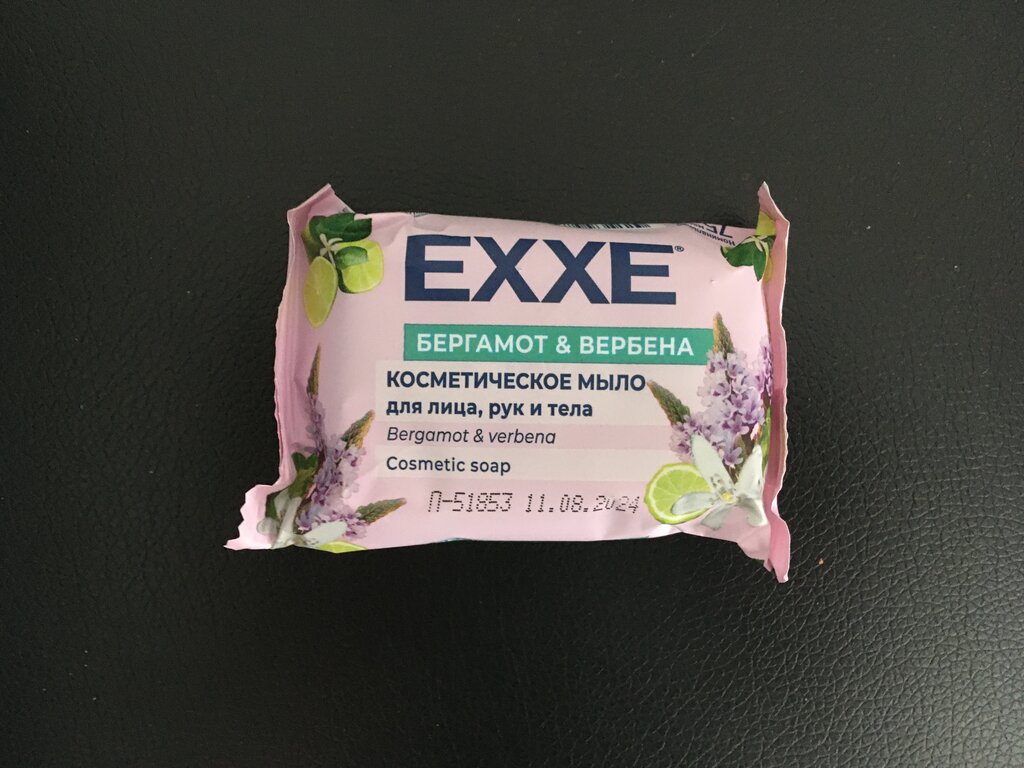 EXXE®
БЕРГАМОТ & ВЕРБЕНА
КОСМЕТИЧЕСКОЕ МЫЛО
для лица, рук и тела
Bergamot & verbena
Cosmetic soap
П-51853 11.08.2024